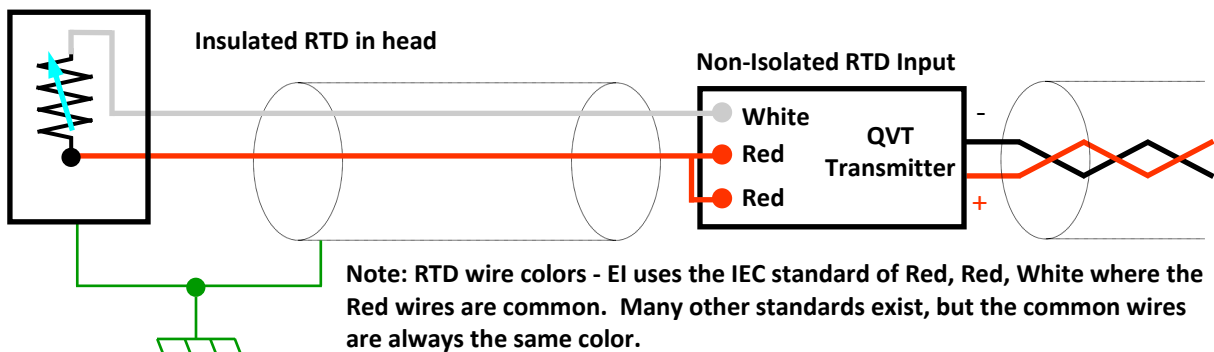 Insulated RTD in head
Non-Isolated RTD Input
White
Red
Red
QVT
Transmitter
-
+
Note: RTD wire colors - EI uses the IEC standard of Red, Red, White where the
Red wires are common.  Many other standards exist, but the common wires
are always the same color.